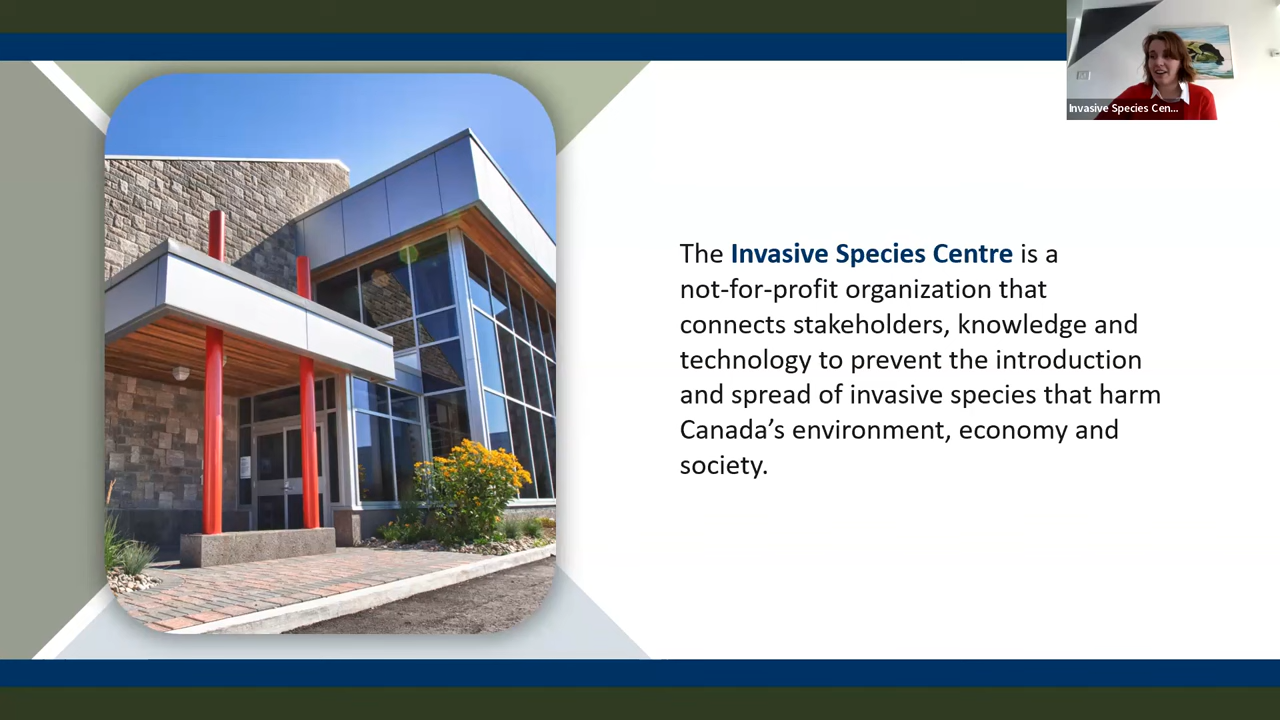 Invasive Species Cen...
The Invasive Species Centre is a
not-for-profit organization that
connects stakeholders, knowledge and
technology to prevent the introduction
and spread of invasive species that harm
Canada’s environment, economy and
society.